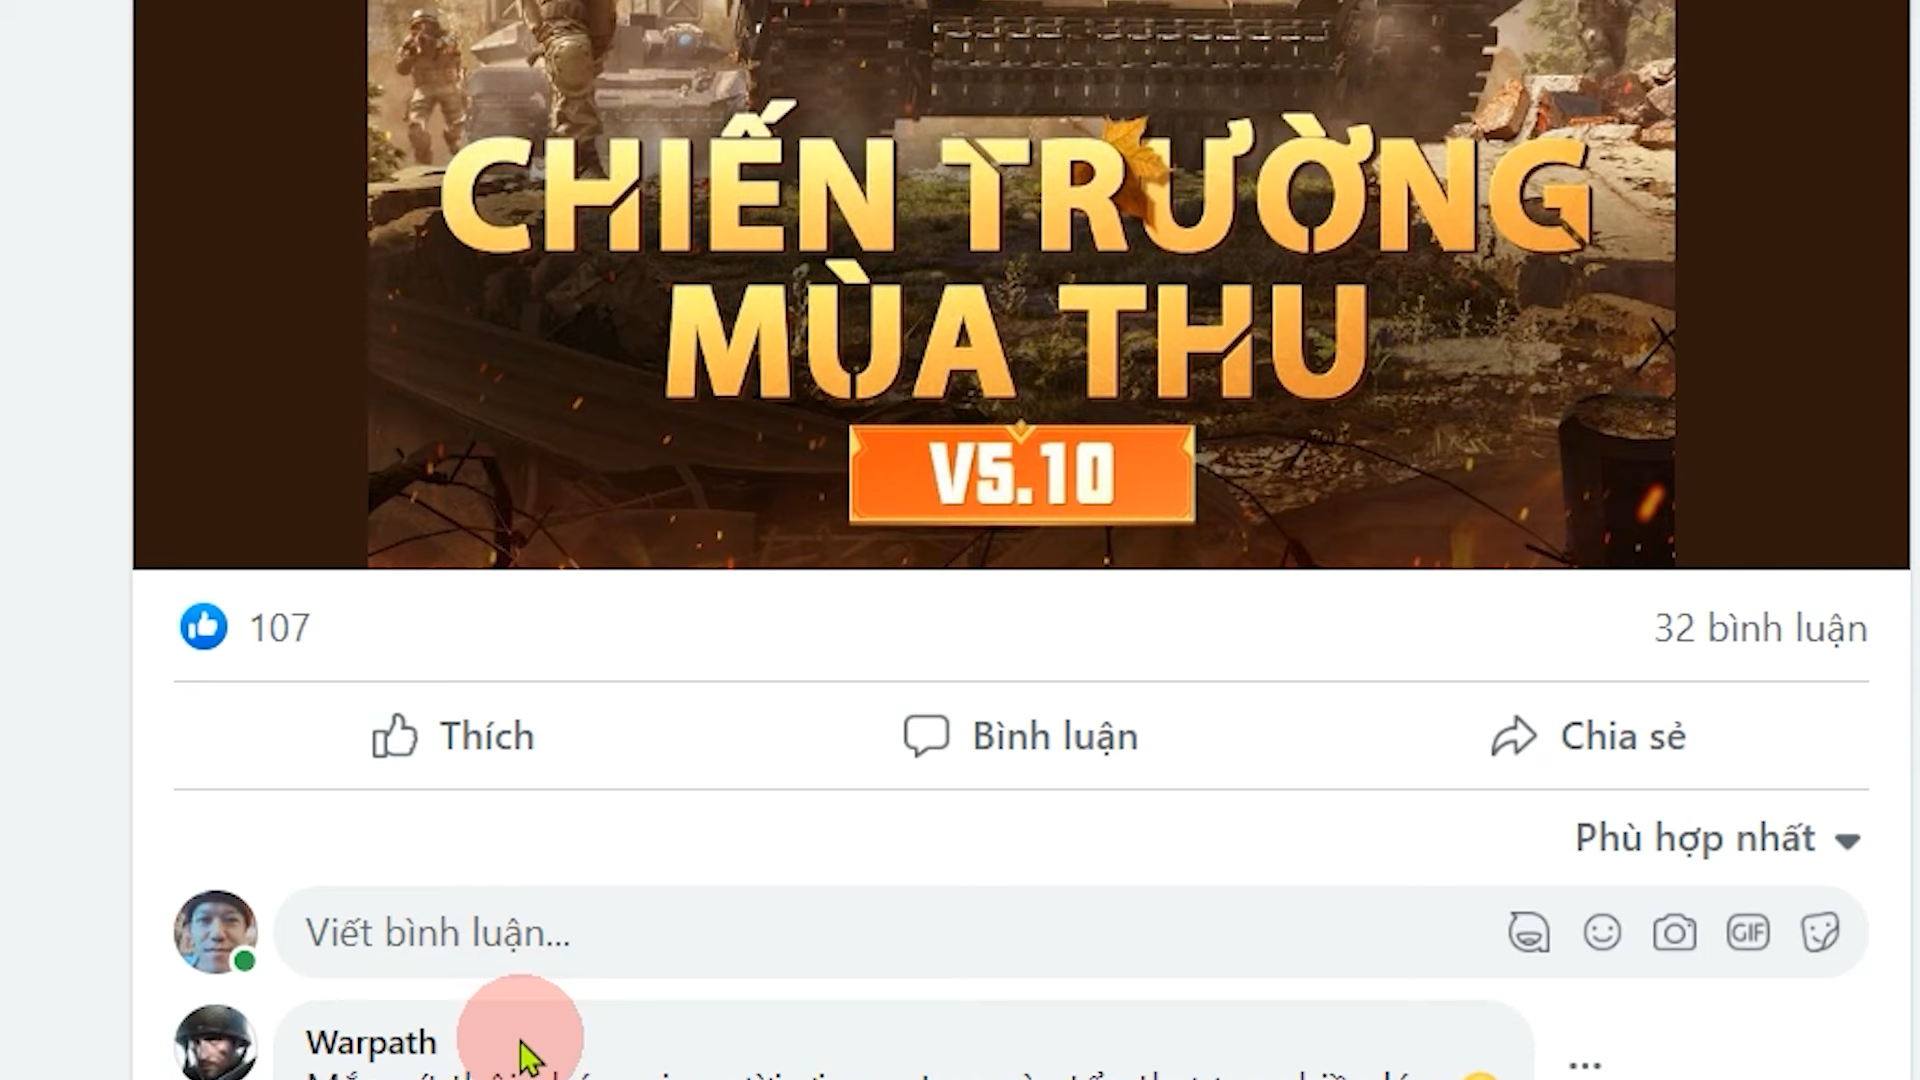 CHIẾN TRƯỜNG
MÙA THU
V5.10
107
32 bình luận
Thích
Bình luận
Chia sẻ
Phù hợp nhất
Viết bình luận...
GIF
Warpath